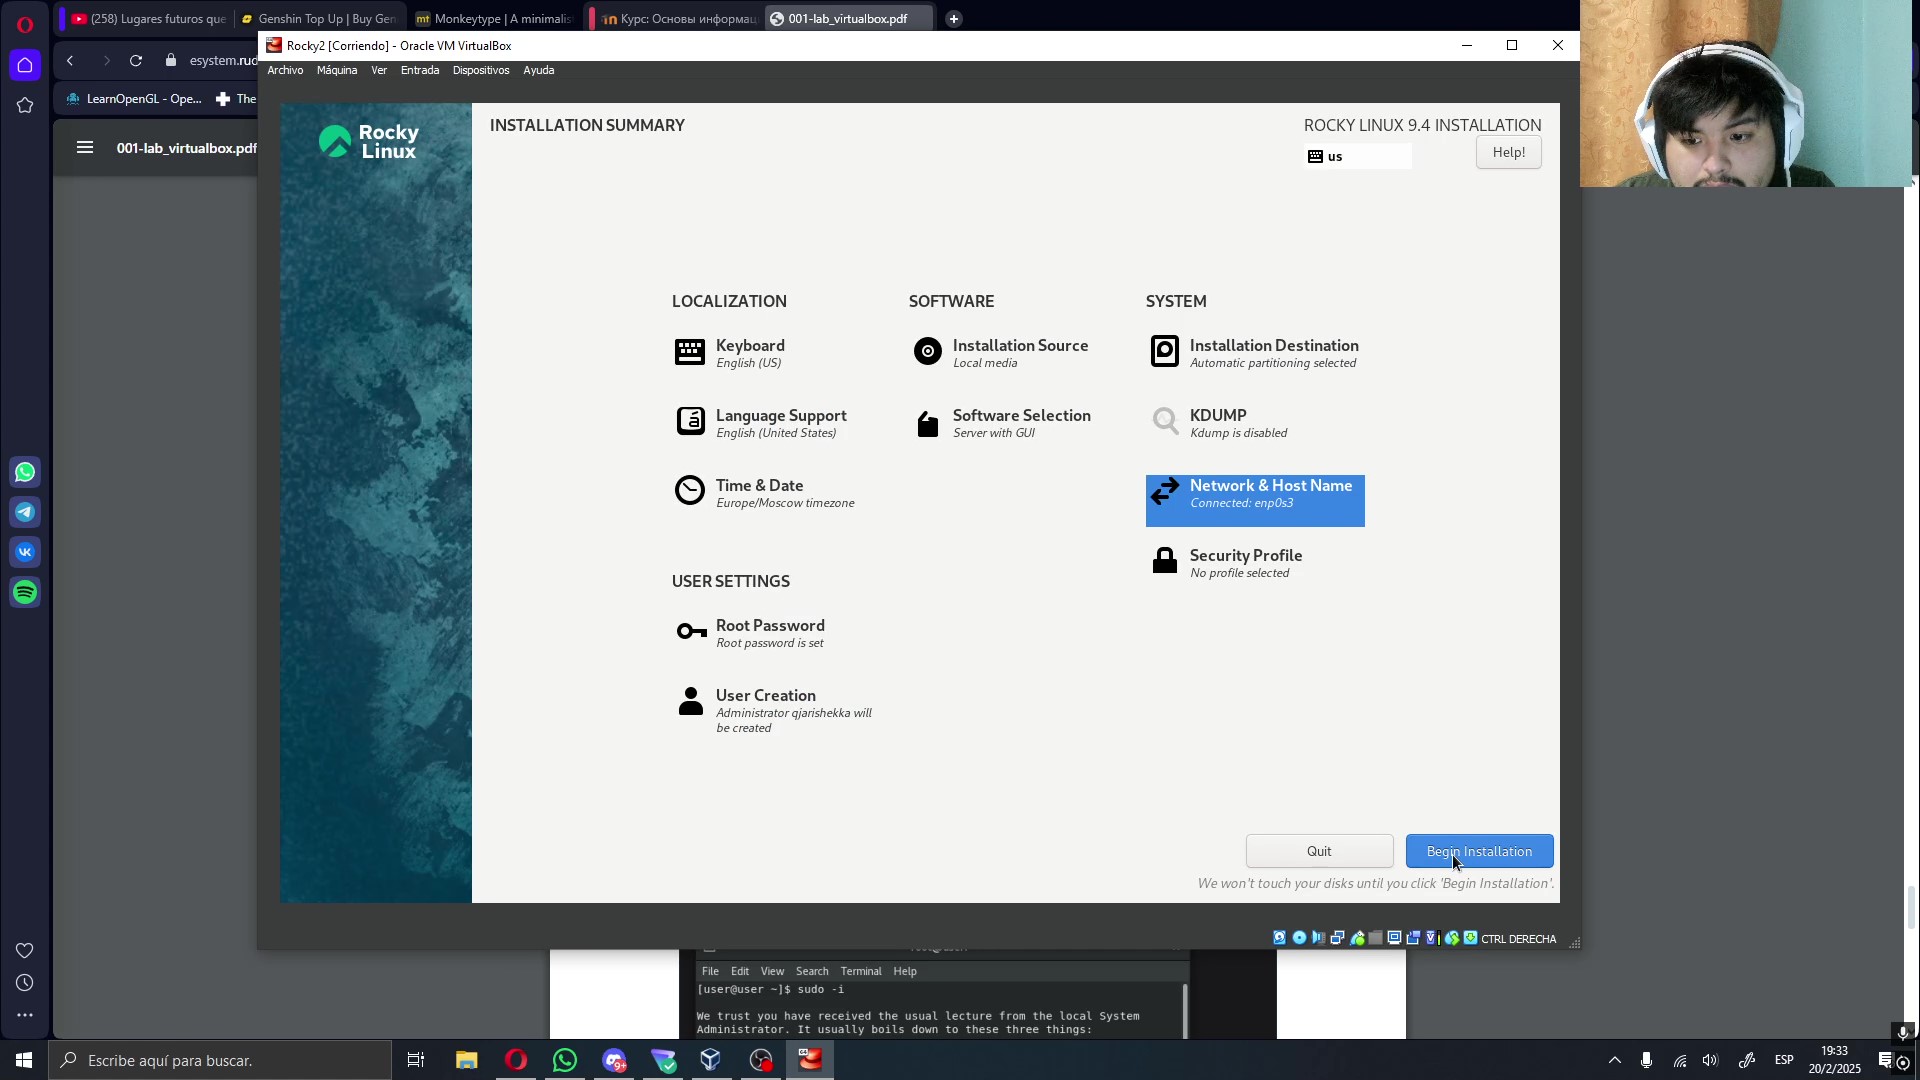 (258) Lugares futuros que
Genshin Top Up | Buy Gen
mt Monkeytype | A minimalis
Курс: Основы информац
001-lab_virtualbox.pdf
Rocky2 [Corriendo] - Oracle VM VirtualBox
esystem.rud
Archivo Máquina Ver Entrada Dispositivos Ayuda
LearnOpenGL - Ope...
The
001-lab_virtualbox.pdf
Rocky
Linux
INSTALLATION SUMMARY
ROCKY LINUX 9.4 INSTALLATION
us
Help!
LOCALIZATION
Keyboard
English (US)
Language Support
English (United States)
Time & Date
Europe/Moscow timezone
SOFTWARE
Installation Source
Local media
Software Selection
Server with GUI
SYSTEM
Installation Destination
Automatic partitioning selected
KDUMP
Kdump is disabled
Network & Host Name
Connected: enp0s3
Security Profile
No profile selected
USER SETTINGS
Root Password
Root password is set
User Creation
Administrator qjarishekka will
be created
Quit
Begin Installation
We won't touch your disks until you click 'Begin Installation'.
CTRL DERECHA
File Edit View Search Terminal Help
[user@user ~]$ sudo -i
We trust you have received the usual lecture from the local System
Administrator. It usually boils down to these three things:
Escribe aquí para buscar.
9+
64
ESP
19:33
20/2/2025